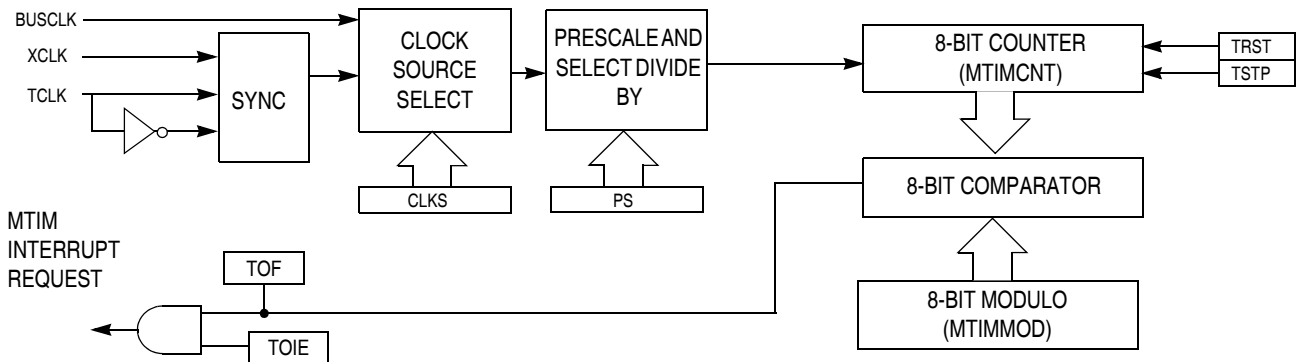 BUSCLK
XCLK
TCLK
SYNC
CLOCK
SOURCE
SELECT
PRESCALE AND
SELECT DIVIDE
BY
8-BIT COUNTER
(MTIMCNT)
TRST
TSTP
CLKS
PS
8-BIT COMPARATOR
MTIM
INTERRUPT
REQUEST
TOF
TOIE
8-BIT MODULO
(MTIMMOD)